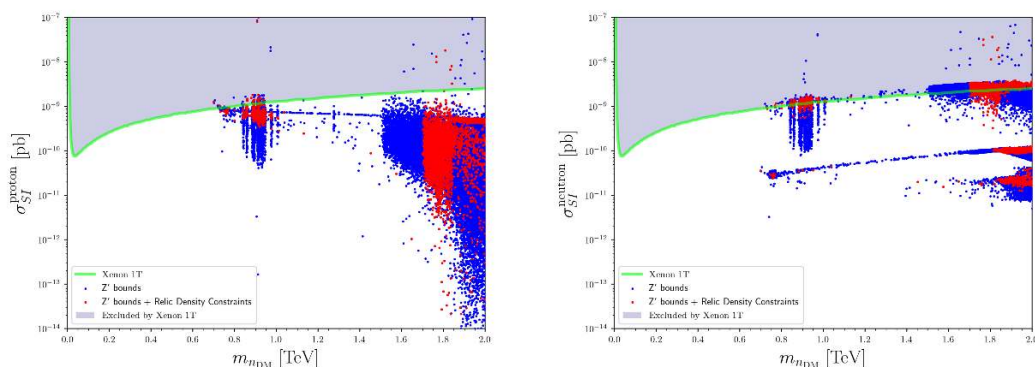 10⁻⁷
10⁻⁸
10⁻⁹
10⁻¹⁰
10⁻¹¹
10⁻¹²
10⁻¹³
10⁻¹⁴
σ_SI^proton [pb]
Xenon 1T
Z′ bounds
Z′ bounds + Relic Density Constraints
Excluded by Xenon 1T
0.0 0.2 0.4 0.6 0.8 1.0 1.2 1.4 1.6 1.8 2.0
m_n_DM [TeV]
10⁻⁷
10⁻⁸
10⁻⁹
10⁻¹⁰
10⁻¹¹
10⁻¹²
10⁻¹³
10⁻¹⁴
σ_SI^neutron [pb]
Xenon 1T
Z′ bounds
Z′ bounds + Relic Density Constraints
Excluded by Xenon 1T
0.0 0.2 0.4 0.6 0.8 1.0 1.2 1.4 1.6 1.8 2.0
m_n_DM [TeV]